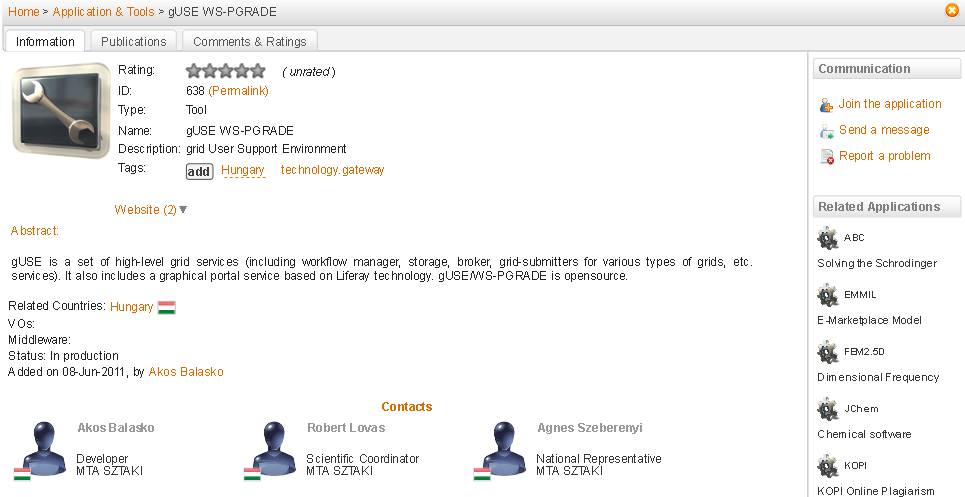 Home > Application & Tools > gUSE WS-PGRADE
Information Publications Comments & Ratings
Rating: ( unrated )
ID: 638 (Permalink)
Type: Tool
Name: gUSE WS-PGRADE
Description: grid User Support Environment
Tags: add Hungary technology.gateway
Website (2)
Abstract:
gUSE is a set of high-level grid services (including workflow manager, storage, broker, grid-submitters for various types of grids, etc.
services). It also includes a graphical portal service based on Liferay technology. gUSE/WS-PGRADE is opensource.
Related Countries: Hungary
VOs:
Middleware:
Status: In production
Added on 08-Jun-2011, by Akos Balasko
Contacts
Akos Balasko
Developer
MTA SZTAKI
Robert Lovas
Scientific Coordinator
MTA SZTAKI
Agnes Szeberenyi
National Representative
MTA SZTAKI
Communication
Join the application
Send a message
Report a problem
Related Applications
ABC
Solving the Schrodinger
EMMIL
E-Marketplace Model
FEM2.5D
Dimensional Frequency
JChem
Chemical software
KOPI
KOPI Online Plagiarism